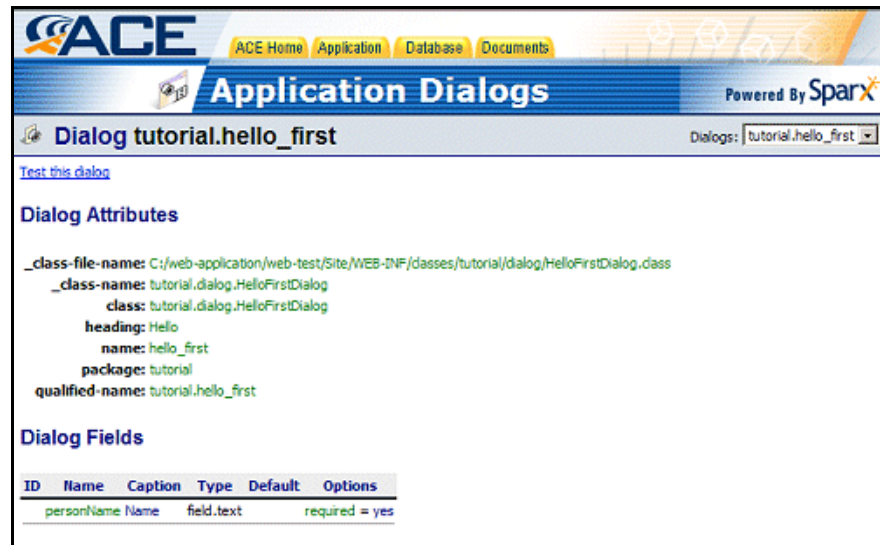 ACE
ACE Home Application Database Documents
Application Dialogs
Powered By Sparx
Dialog tutorial.hello_first
Dialogs: tutorial.hello_first
Test this dialog
Dialog Attributes
_class-file-name: C:/web-application/web-test/Site/WEB-INF/classes/tutorial/dialog/HelloFirstDialog.class
_class-name: tutorial.dialog.HelloFirstDialog
class: tutorial.dialog.HelloFirstDialog
heading: Hello
name: hello_first
package: tutorial
qualified-name: tutorial.hello_first
Dialog Fields
ID Name Caption Type Default Options
personName Name field.text required = yes